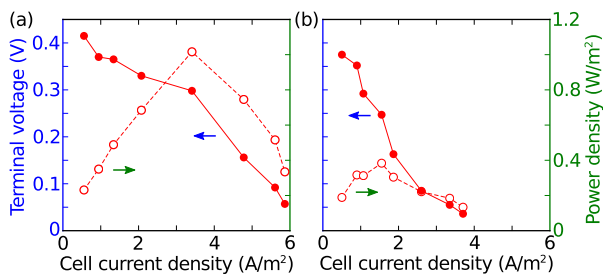 (a)
(b)
Terminal voltage (V)
0.4
0.3
0.2
0.1
0
0 2 4 6
Cell current density (A/m²)
0 2 4 6
Cell current density (A/m²)
1.2
0.8
0.4
0
Power density (W/m²)